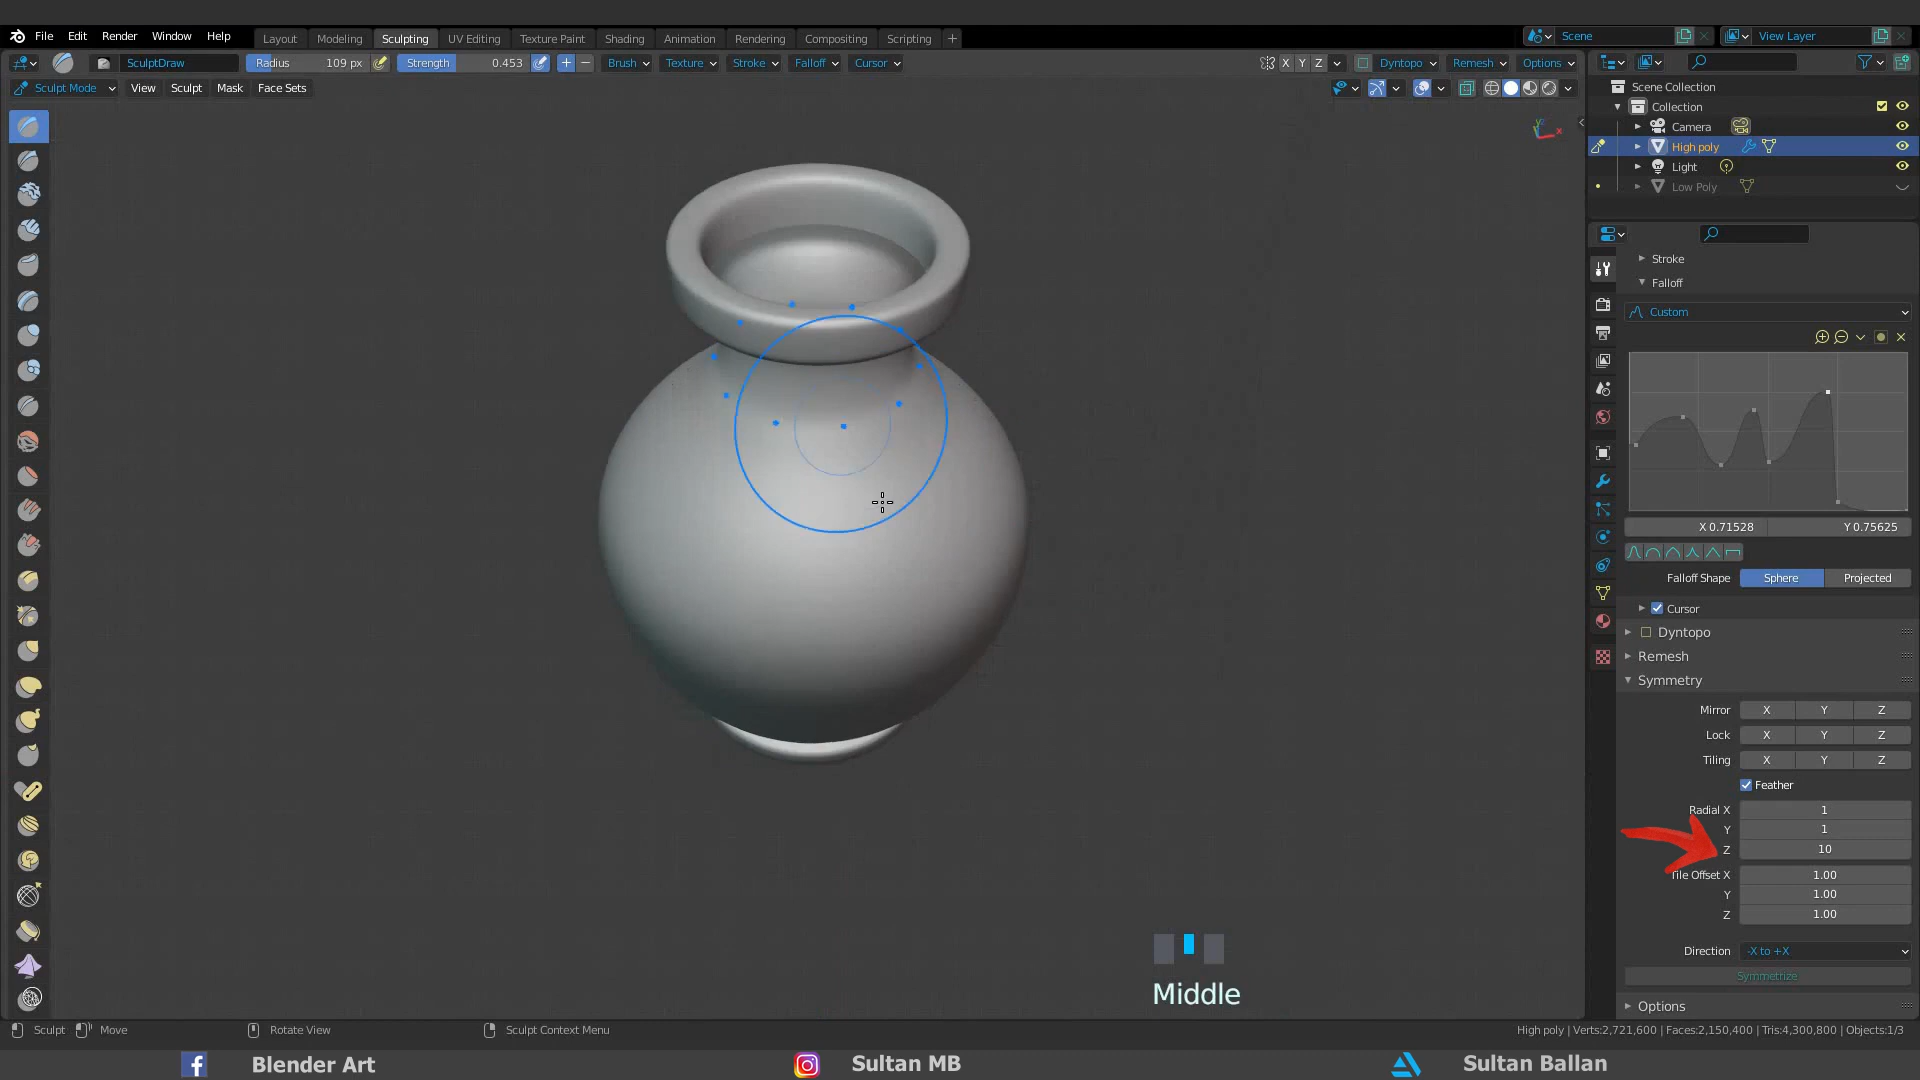 File Edit Render Window Help
Layout Modeling Sculpting UV Editing Texture Paint Shading Animation Rendering Compositing Scripting +
Scene View Layer
SculptDraw Radius 109 px Strength 0.453 + − Brush Texture Stroke Falloff Cursor
X Y Z Dyntopo Remesh Options
Sculpt Mode View Sculpt Mask Face Sets
Scene Collection
Collection
Camera
High poly
Light
Low Poly
Stroke
Falloff
Custom
X 0.71528 Y 0.75625
Falloff Shape Sphere Projected
Cursor
Dyntopo
Remesh
Symmetry
Mirror X Y Z
Lock X Y Z
Tiling X Y Z
Feather
Radial X 1
Y 1
Z 10
Tile Offset X 1.00
Y 1.00
Z 1.00
Direction -X to +X
Symmetrize
Options
Middle
Sculpt Move Rotate View Sculpt Context Menu
High poly | Verts:2,721,600 | Faces:2,150,400 | Tris:4,300,800 | Objects:1/3
Blender Art Sultan MB Sultan Ballan